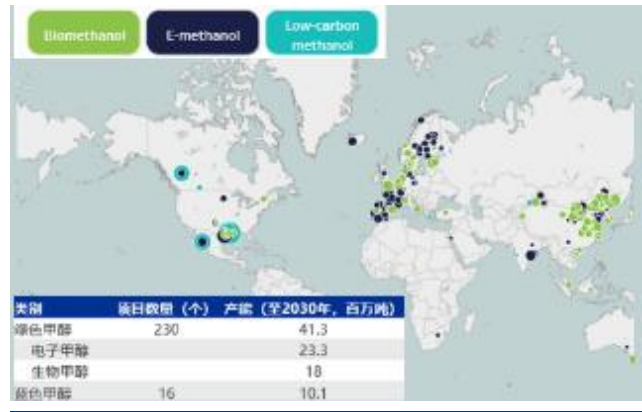 Biomethanol
E-methanol
Low-carbon
methanol
类别 项目数量（个） 产能（至2030年，百万吨）
绿色甲醇 230 41.3
电子甲醇 23.3
生物甲醇 18
蓝色甲醇 16 10.1